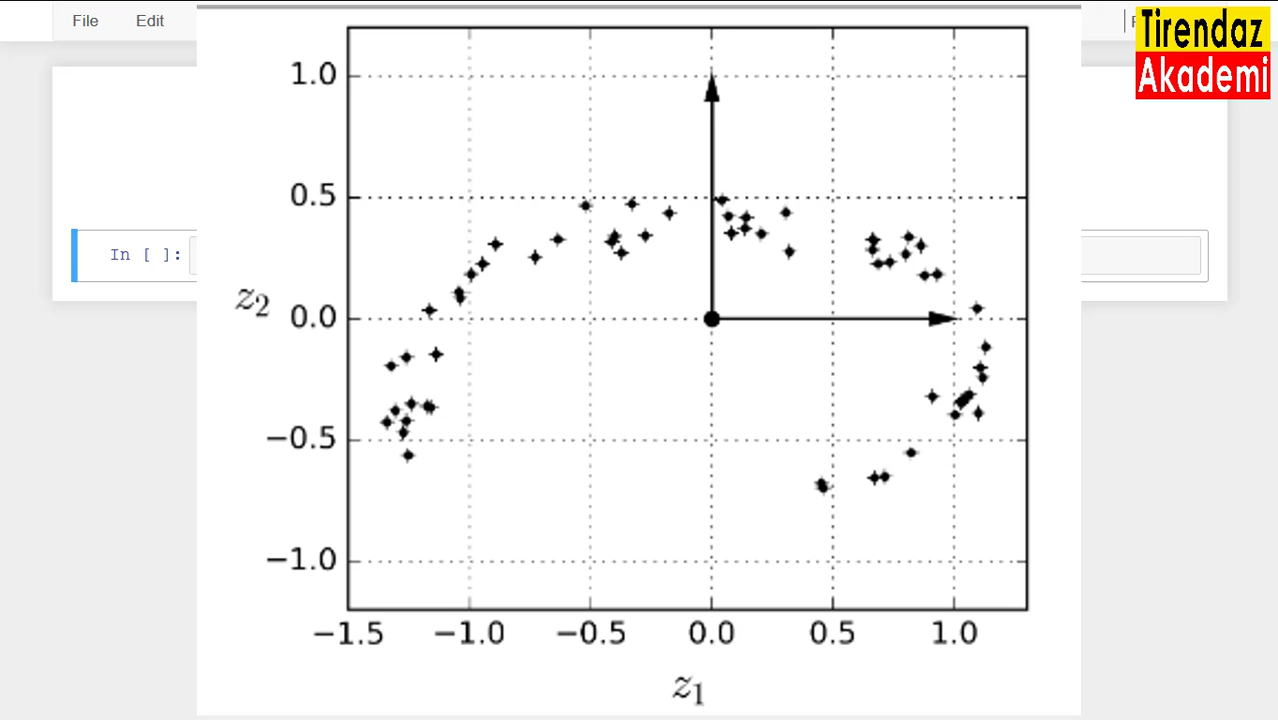 File Edit
Tirendaz
Akademi
1.0
0.5
In [ ]:
z2
0.0
−0.5
−1.0
−1.5 −1.0 −0.5 0.0 0.5 1.0
z1